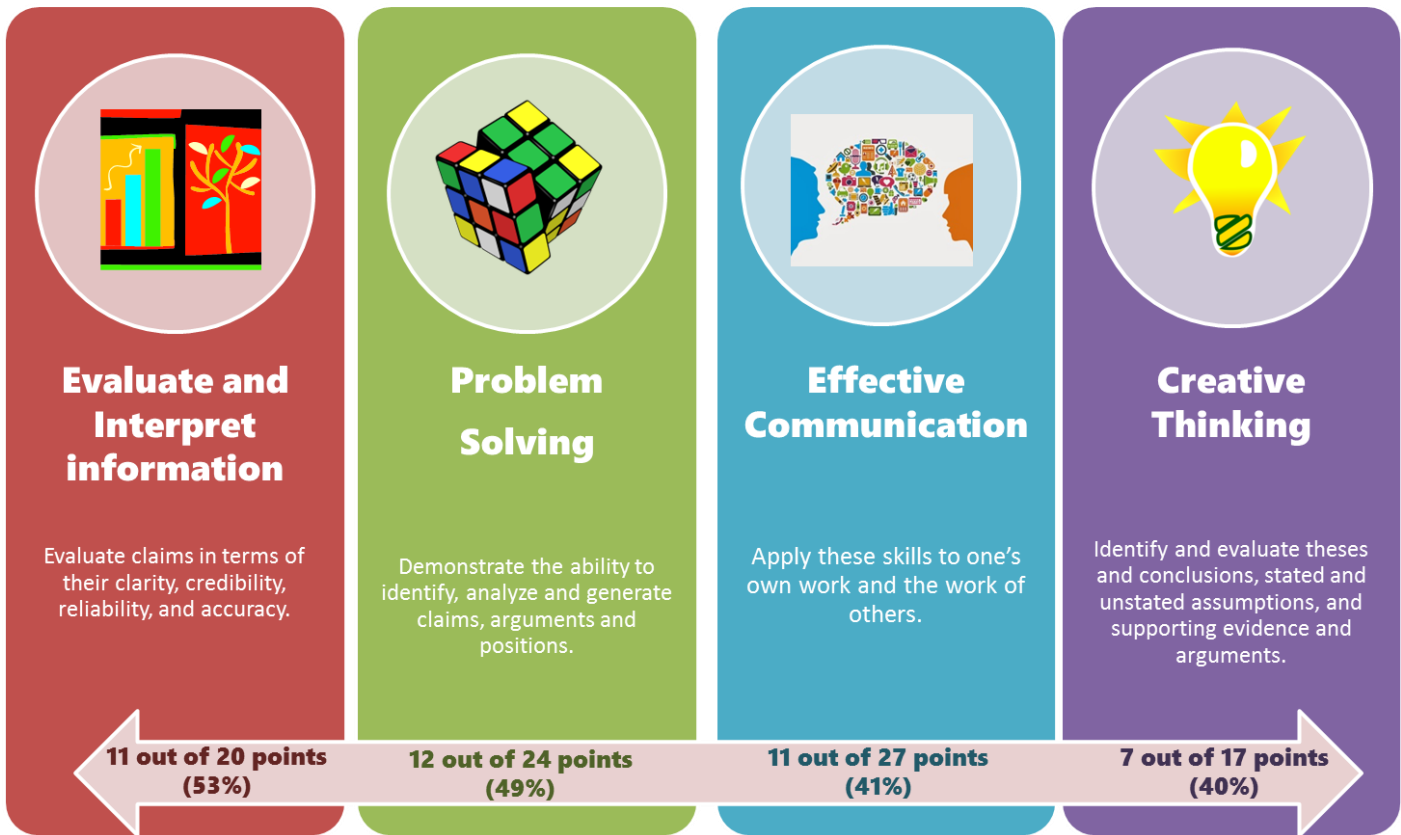 Evaluate and
Interpret
information
Evaluate claims in terms of
their clarity, credibility,
reliability, and accuracy.
11 out of 20 points
(53%)
Problem
Solving
Demonstrate the ability to
identify, analyze and generate
claims, arguments and
positions.
12 out of 24 points
(49%)
Effective
Communication
Apply these skills to one's
own work and the work of
others.
11 out of 27 points
(41%)
Creative
Thinking
Identify and evaluate theses
and conclusions, stated and
unstated assumptions, and
supporting evidence and
arguments.
7 out of 17 points
(40%)